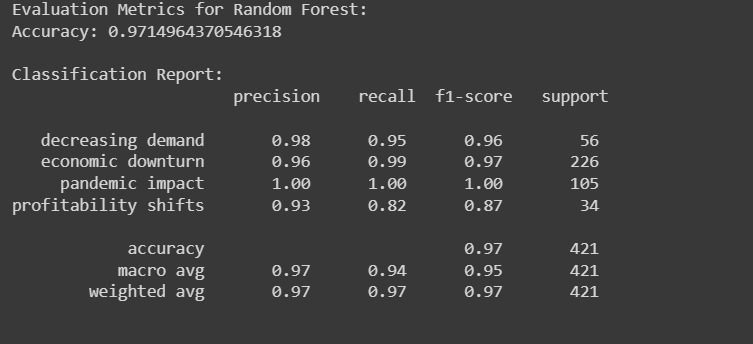 Evaluation Metrics for Random Forest:
Accuracy: 0.9714964370546318
Classification Report:
precision recall f1-score support
decreasing demand 0.98 0.95 0.96 56
economic downturn 0.96 0.99 0.97 226
pandemic impact 1.00 1.00 1.00 105
profitability shifts 0.93 0.82 0.87 34
accuracy 0.97 421
macro avg 0.97 0.94 0.95 421
weighted avg 0.97 0.97 0.97 421